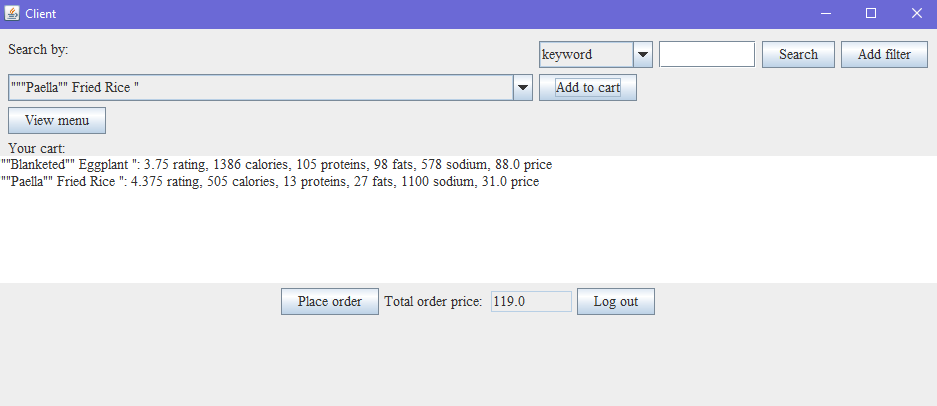 Client
Search by:
keyword
Search
Add filter
"""Paella"" Fried Rice "
Add to cart
View menu
Your cart:
""Blanketed"" Eggplant ": 3.75 rating, 1386 calories, 105 proteins, 98 fats, 578 sodium, 88.0 price
""Paella"" Fried Rice ": 4.375 rating, 505 calories, 13 proteins, 27 fats, 1100 sodium, 31.0 price
Place order
Total order price:
119.0
Log out